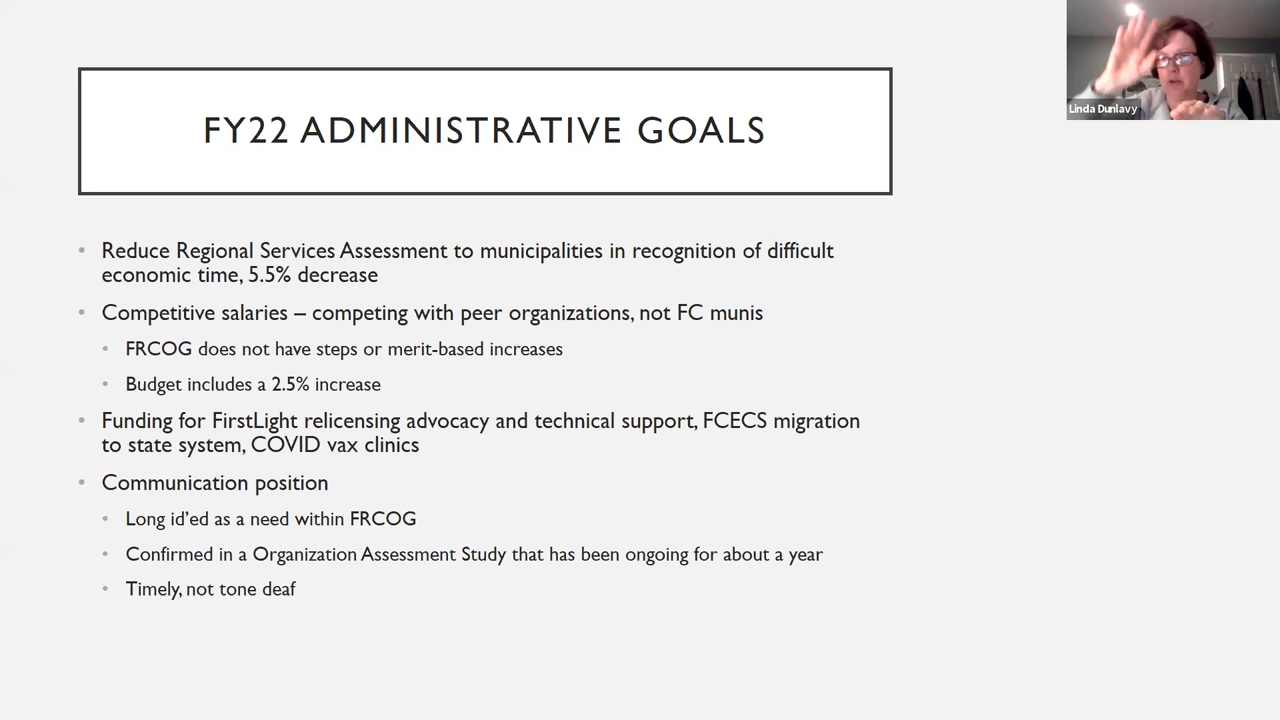 FY22 ADMINISTRATIVE GOALS
Linda Dunlavy
• Reduce Regional Services Assessment to municipalities in recognition of difficult
economic time, 5.5% decrease
• Competitive salaries – competing with peer organizations, not FC munis
• FRCOG does not have steps or merit-based increases
• Budget includes a 2.5% increase
• Funding for FirstLight relicensing advocacy and technical support, FCECS migration
to state system, COVID vax clinics
• Communication position
• Long id’ed as a need within FRCOG
• Confirmed in a Organization Assessment Study that has been ongoing for about a year
• Timely, not tone deaf